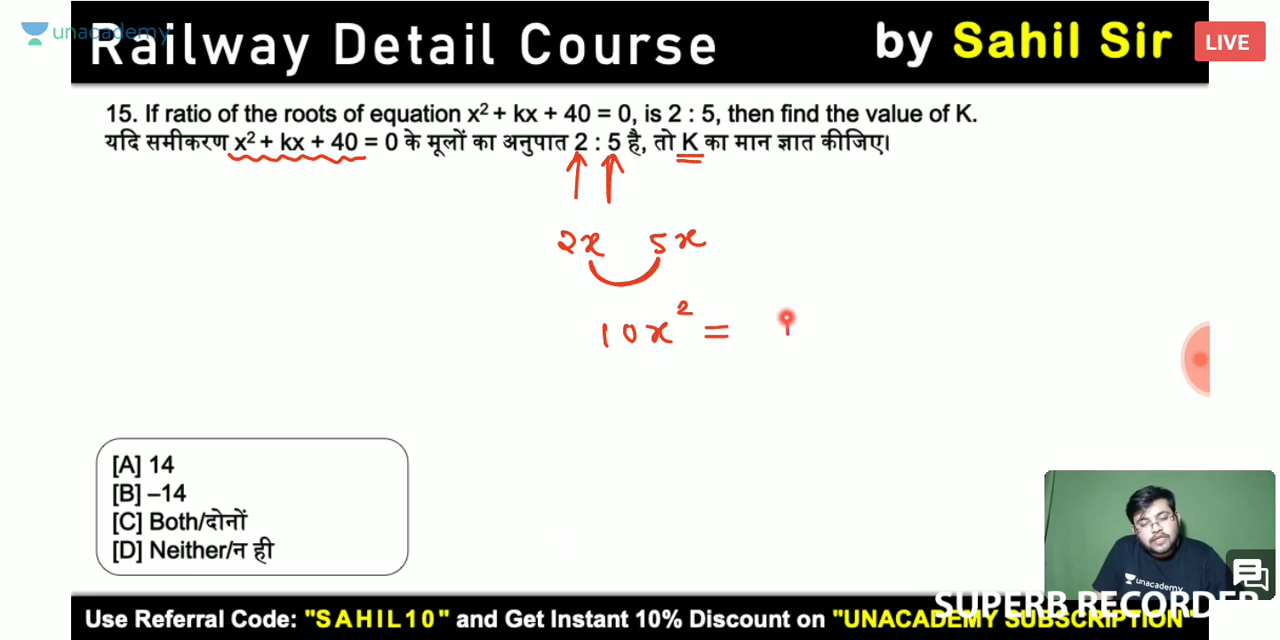 unacademy
Railway Detail Course
by Sahil Sir
LIVE
15. If ratio of the roots of equation x² + kx + 40 = 0, is 2 : 5, then find the value of K.
यदि समीकरण x² + kx + 40 = 0 के मूलों का अनुपात 2 : 5 है, तो K का मान ज्ञात कीजिए।
2x 5x
10x² =
[A] 14
[B] –14
[C] Both/दोनों
[D] Neither/न ही
unacademy
SUPERB RECORDER
Use Referral Code: "SAHIL10" and Get Instant 10% Discount on "UNACADEMY SUBSCRIPTION"